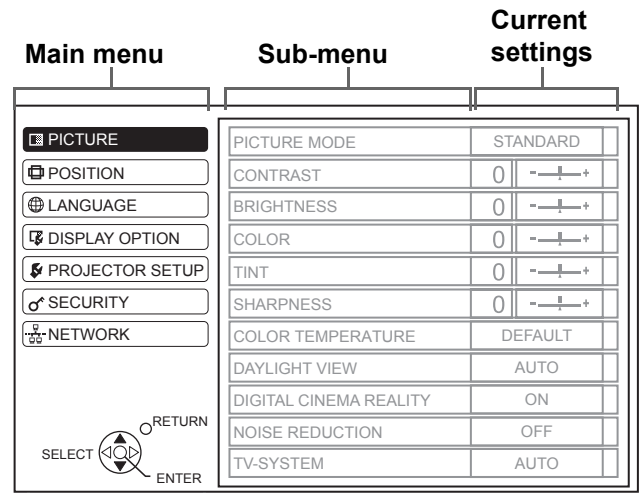 Main menu
Sub-menu
Current settings
PICTURE
POSITION
LANGUAGE
DISPLAY OPTION
PROJECTOR SETUP
SECURITY
NETWORK
RETURN
SELECT
ENTER
PICTURE MODE STANDARD
CONTRAST 0 - +
BRIGHTNESS 0 - +
COLOR 0 - +
TINT 0 - +
SHARPNESS 0 - +
COLOR TEMPERATURE DEFAULT
DAYLIGHT VIEW AUTO
DIGITAL CINEMA REALITY ON
NOISE REDUCTION OFF
TV-SYSTEM AUTO